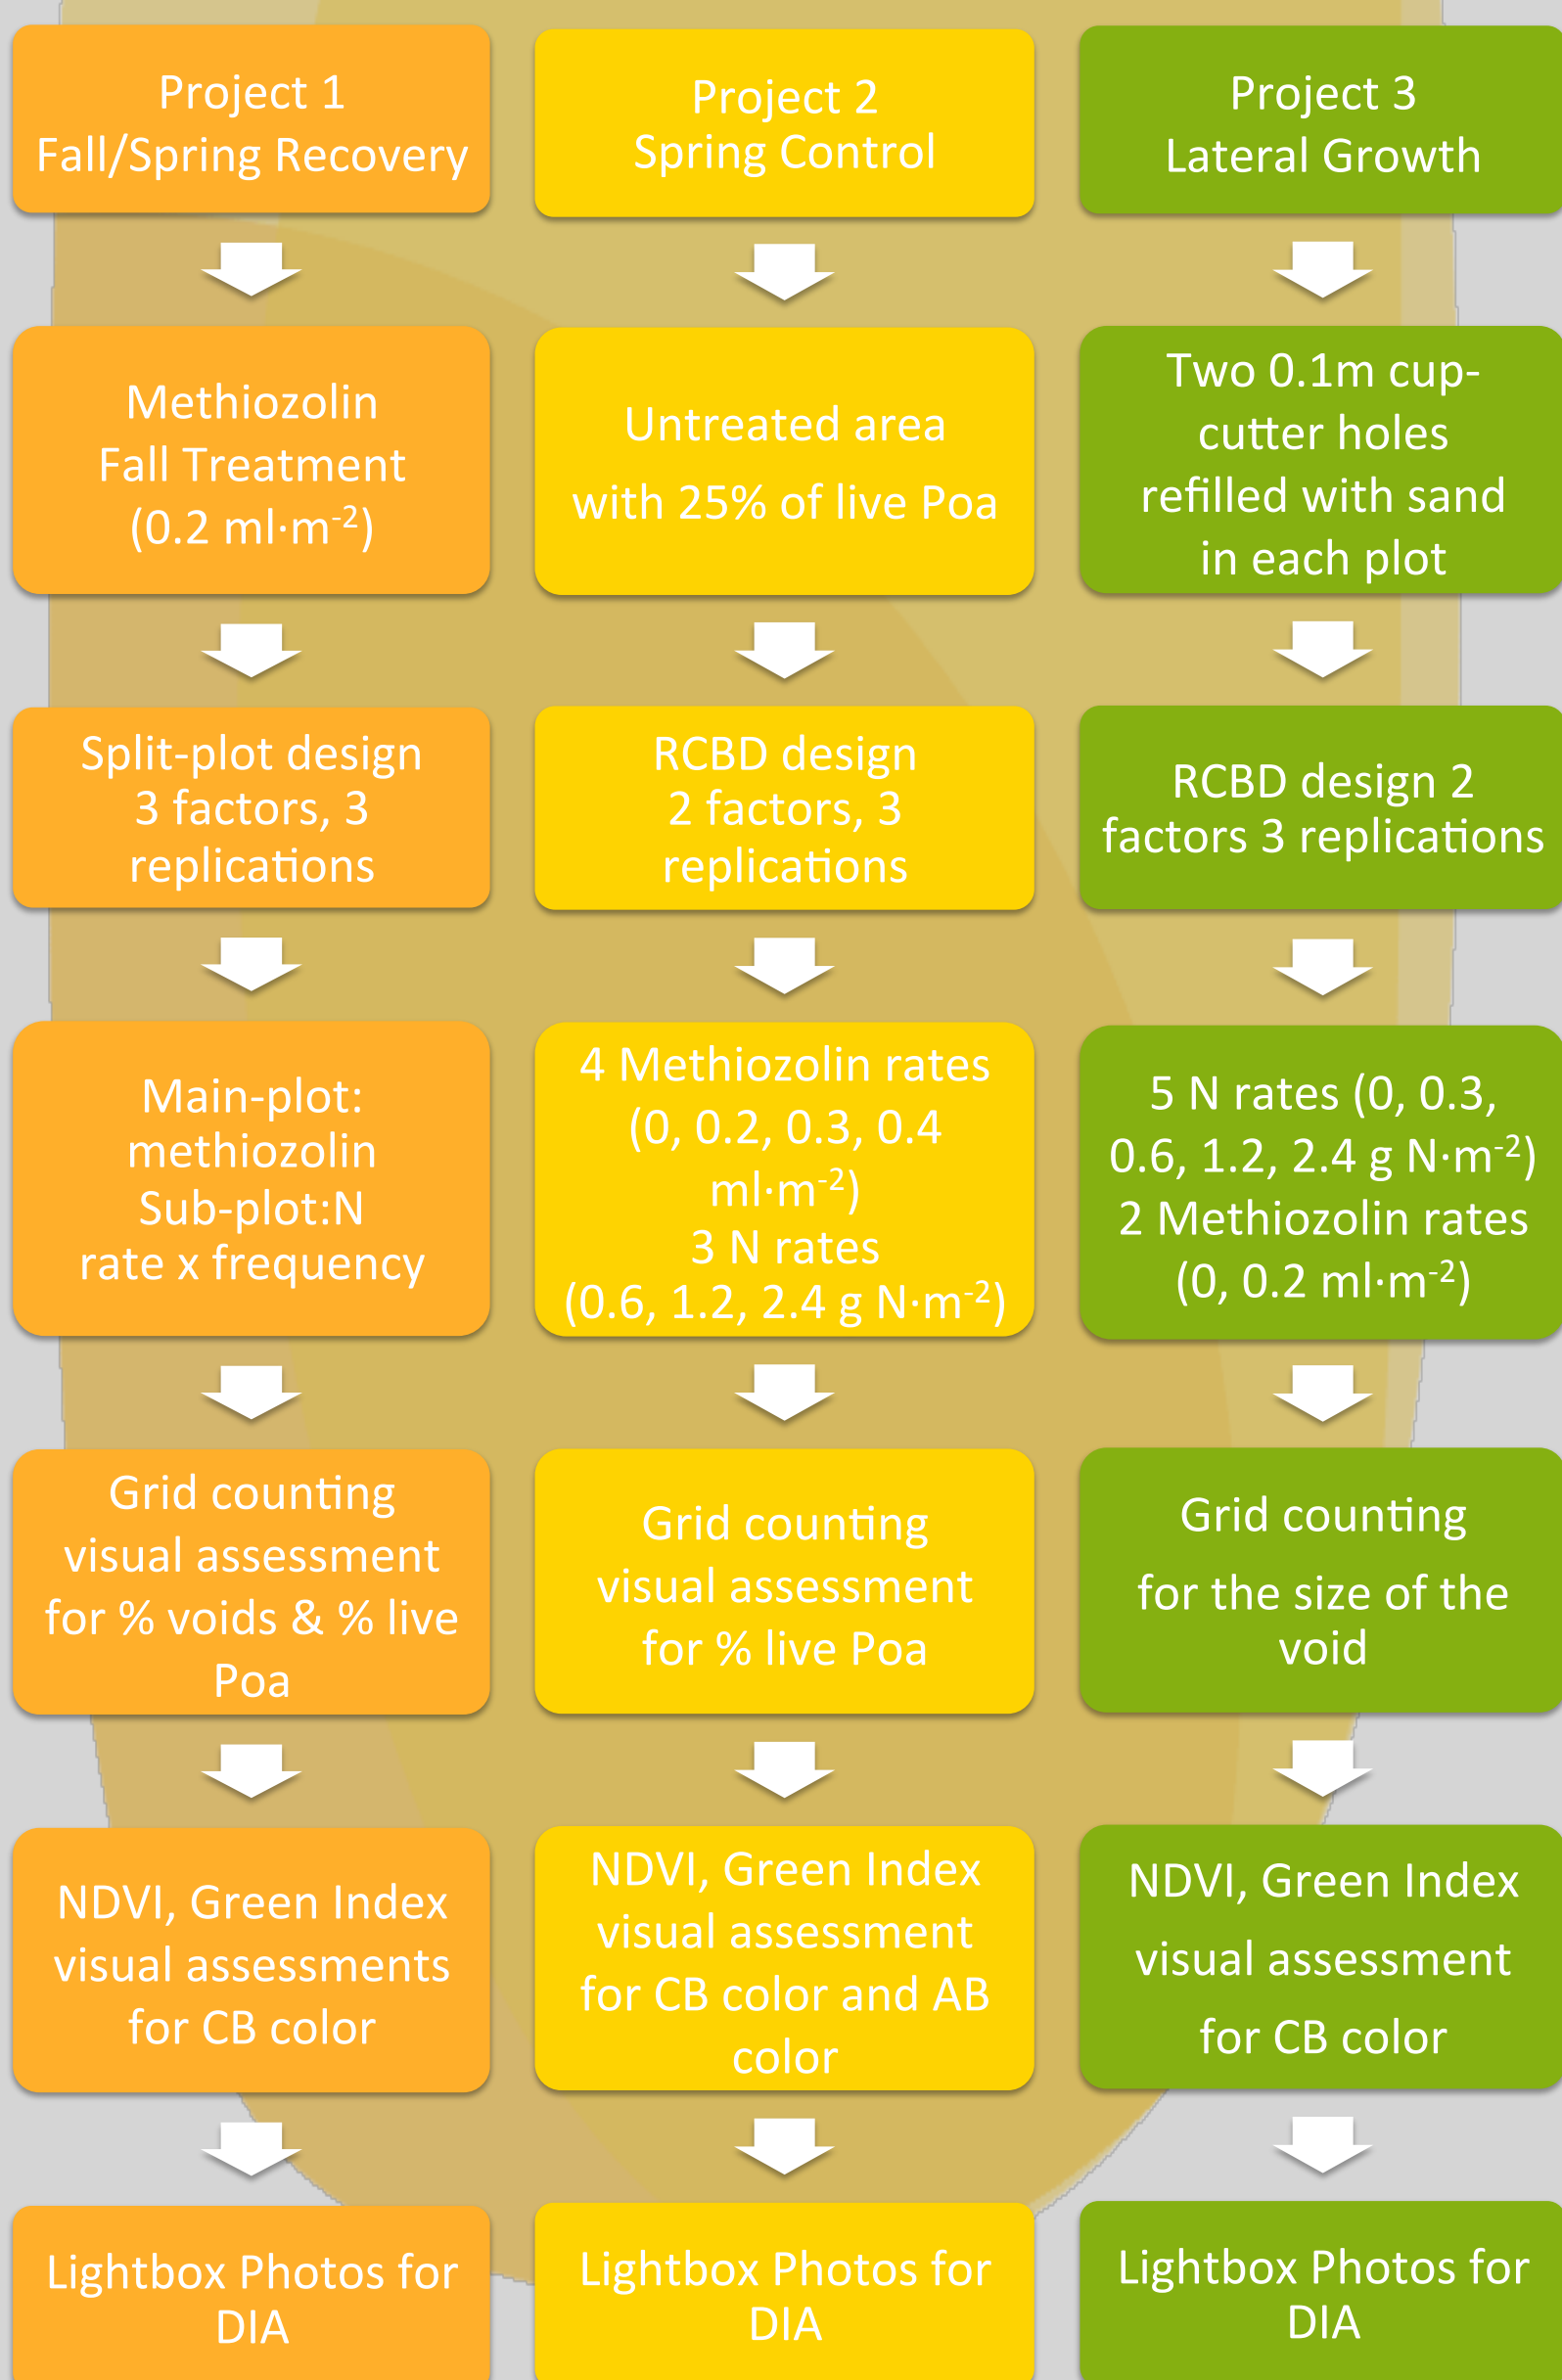 Project 1
Fall/Spring Recovery
Methiozolin
Fall Treatment
(0.2 ml·m⁻²)
Split-plot design
3 factors, 3
replications
Main-plot:
methiozolin
Sub-plot:N
rate x frequency
Grid counting
visual assessment
for % voids & % live
Poa
NDVI, Green Index
visual assessments
for CB color
Lightbox Photos for
DIA
Project 2
Spring Control
Untreated area
with 25% of live Poa
RCBD design
2 factors, 3
replications
4 Methiozolin rates
(0, 0.2, 0.3, 0.4
ml·m⁻²)
3 N rates
(0.6, 1.2, 2.4 g N·m⁻²)
Grid counting
visual assessment
for % live Poa
NDVI, Green Index
visual assessment
for CB color and AB
color
Lightbox Photos for
DIA
Project 3
Lateral Growth
Two 0.1m cup-
cutter holes
refilled with sand
in each plot
RCBD design 2
factors 3 replications
5 N rates (0, 0.3,
0.6, 1.2, 2.4 g N·m⁻²)
2 Methiozolin rates
(0, 0.2 ml·m⁻²)
Grid counting
for the size of the
void
NDVI, Green Index
visual assessment
for CB color
Lightbox Photos for
DIA